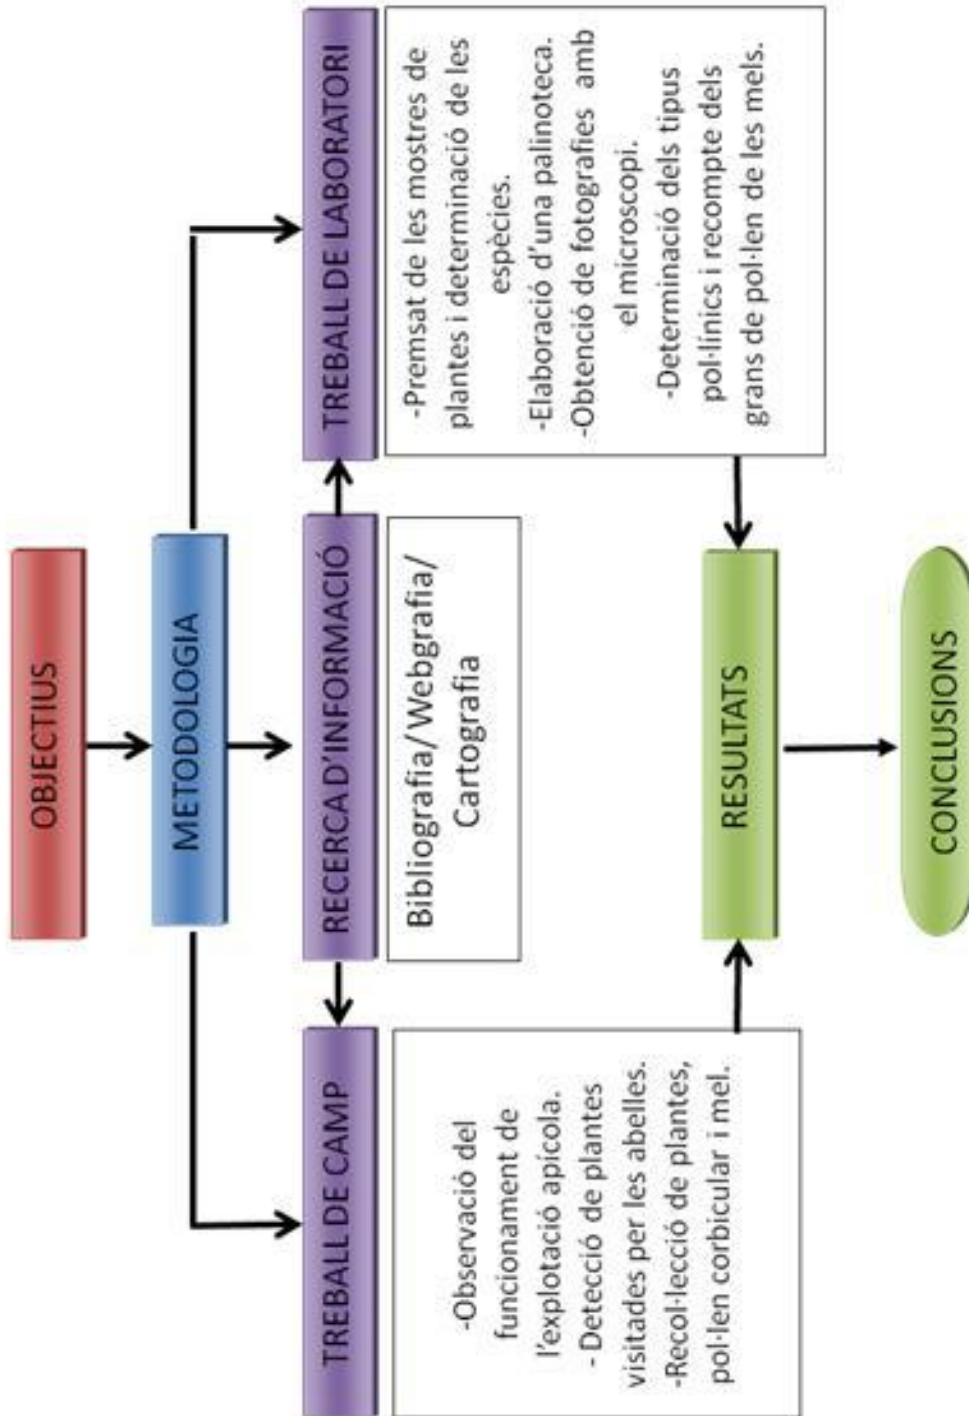 OBJECTIUS
METODOLOGIA
TREBALL DE CAMP
RECERCA D'INFORMACIÓ
TREBALL DE LABORATORI
-Observació del
funcionament de
l'explotació apícola.
- Detecció de plantes
visitades per les abelles.
-Recol·lecció de plantes,
pol·len corbicular i mel.
Bibliografia/Webgrafia/
Cartografia
-Premsat de les mostres de
plantes i determinació de les
espècies.
-Elaboració d'una palinoteca.
-Obtenció de fotografies amb
el microscopi.
-Determinació dels tipus
pol·línics i recompte dels
grans de pol·len de les mels.
RESULTATS
CONCLUSIONS